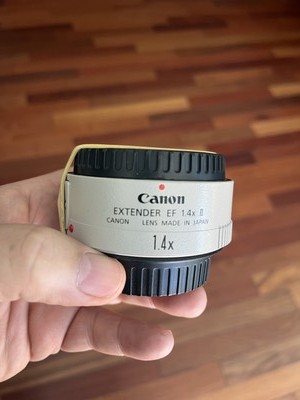 Canon
EXTENDER EF 1.4x II
CANON LENS MADE IN JAPAN
1.4x